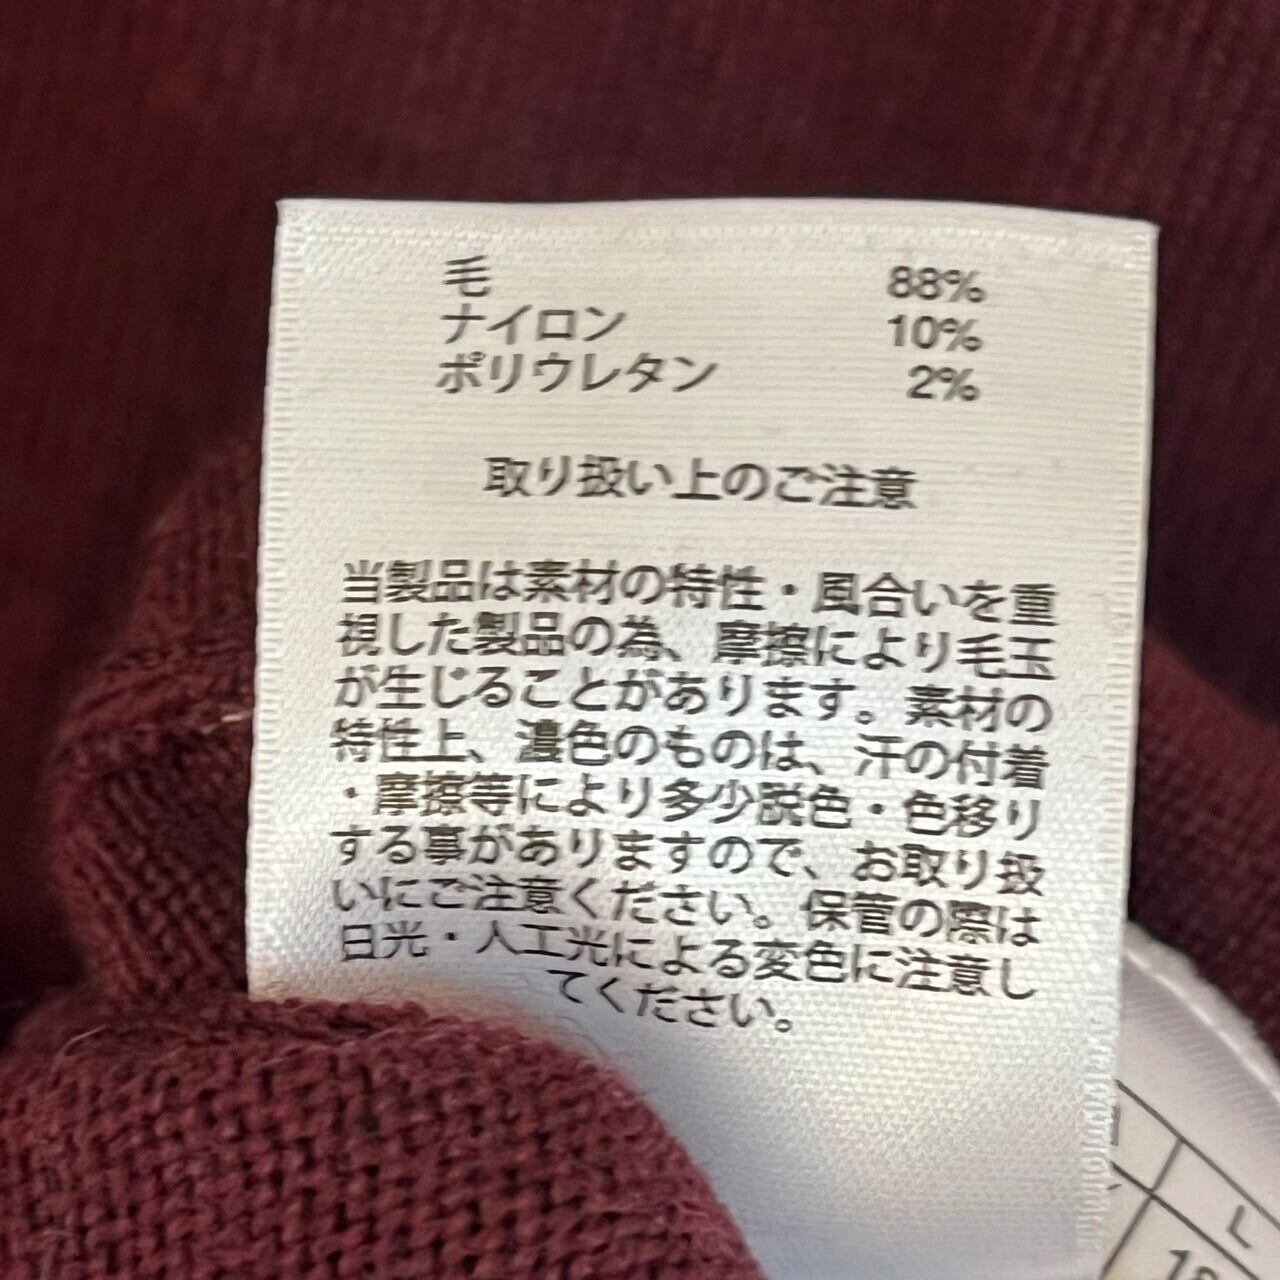 毛 88%
ナイロン 10%
ポリウレタン 2%
取り扱い上のご注意
当製品は素材の特性・風合いを重
視した製品の為、摩擦により毛玉
が生じることがあります。素材の
特性上、濃色のものは、汗の付着
・摩擦等により多少脱色・色移り
する事がありますので、お取り扱
いにご注意ください。保管の際は
日光・人工光による変色に注意し
てください。
L